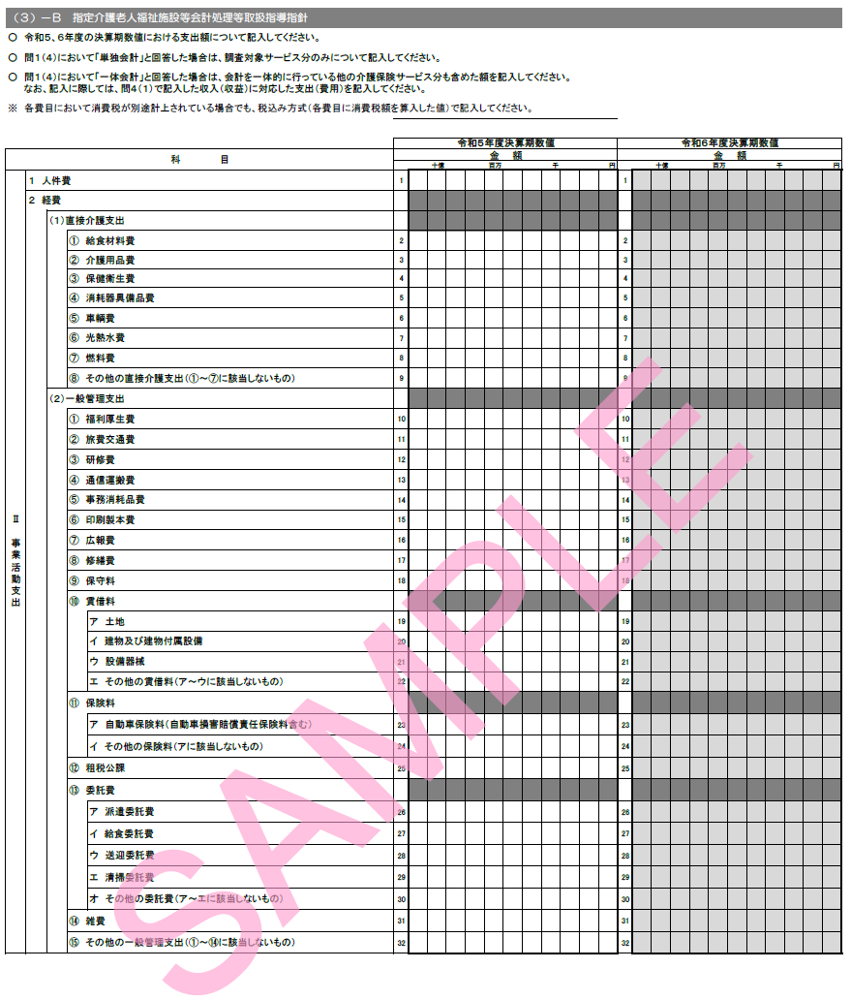 （３）－Ｂ　指定介護老人福祉施設等会計処理等取扱指導指針
○ 令和５、６年度の決算期数値における支出額について記入してください。
○ 問１（４）において「単独会計」と回答した場合は、調査対象サービス分のみについて記入してください。
○ 問１（４）において「一体会計」と回答した場合は、会計を一体的に行っている他の介護保険サービス分も含めた額を記入してください。
なお、記入に際しては、問４（１）で記入した収入（収益）に対応した支出（費用）を記入してください。
※ 各費目において消費税が別途計上されている場合でも、税込み方式（各費目に消費税額を算入した値）で記入してください。
科　目 令和５年度決算期数値 令和６年度決算期数値
金　額 金　額
十億 百万 千 円 十億 百万 千 円
Ⅱ 事業活動支出
１ 人件費 1 1
２ 経費
（１）直接介護支出
① 給食材料費 2 2
② 介護用品費 3 3
③ 保健衛生費 4 4
④ 消耗器具備品費 5 5
⑤ 車輌費 6 6
⑥ 光熱水費 7 7
⑦ 燃料費 8 8
⑧ その他の直接介護支出（①～⑦に該当しないもの） 9 9
（２）一般管理支出
① 福利厚生費 10 10
② 旅費交通費 11 11
③ 研修費 12 12
④ 通信運搬費 13 13
⑤ 事務消耗品費 14 14
⑥ 印刷製本費 15 15
⑦ 広報費 16 16
⑧ 修繕費 17 17
⑨ 保守料 18 18
⑩ 賃借料
ア 土地 19 19
イ 建物及び建物付属設備 20 20
ウ 設備器械 21 21
エ その他の賃借料（ア～ウに該当しないもの） 22 22
⑪ 保険料
ア 自動車保険料（自動車損害賠償責任保険料含む） 23 23
イ その他の保険料（アに該当しないもの） 24 24
⑫ 租税公課 25 25
⑬ 委託費
ア 派遣委託費 26 26
イ 給食委託費 27 27
ウ 送迎委託費 28 28
エ 清掃委託費 29 29
オ その他の委託費（ア～エに該当しないもの） 30 30
⑭ 雑費 31 31
⑮ その他の一般管理支出（①～⑭に該当しないもの） 32 32
SAMPLE